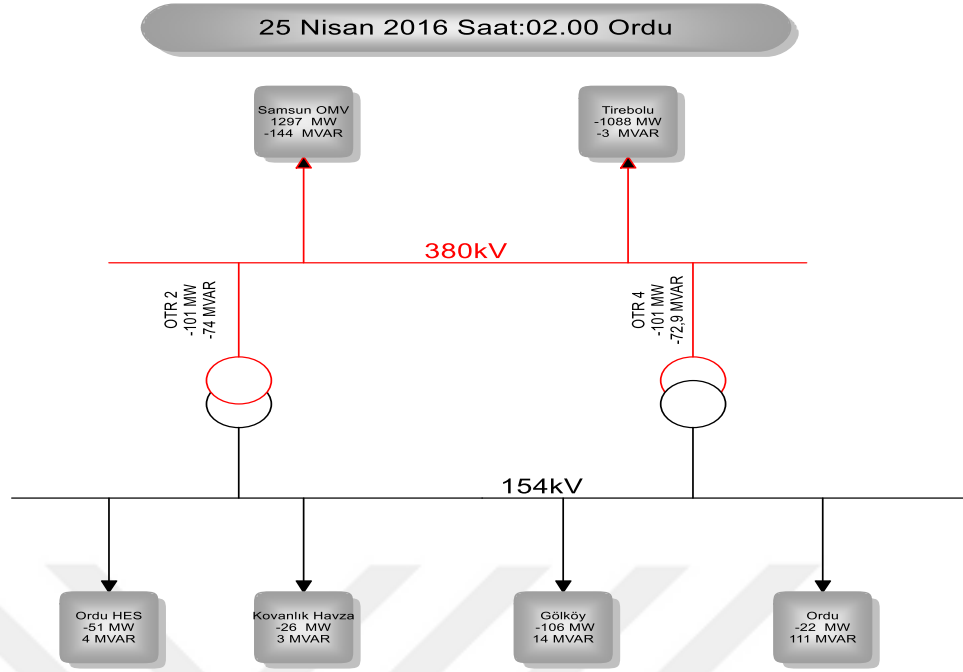 25 Nisan 2016 Saat:02.00 Ordu
Samsun OMV
1297 MW
-144 MVAR
Tirebolu
-1088 MW
-3 MVAR
380kV
OTR 2
-101 MW
-74 MVAR
OTR 4
-101 MW
-72,9 MVAR
154kV
Ordu HES
-51 MW
4 MVAR
Kovanlık Havza
-26 MW
3 MVAR
Gölköy
-106 MW
14 MVAR
Ordu
-22 MW
111 MVAR